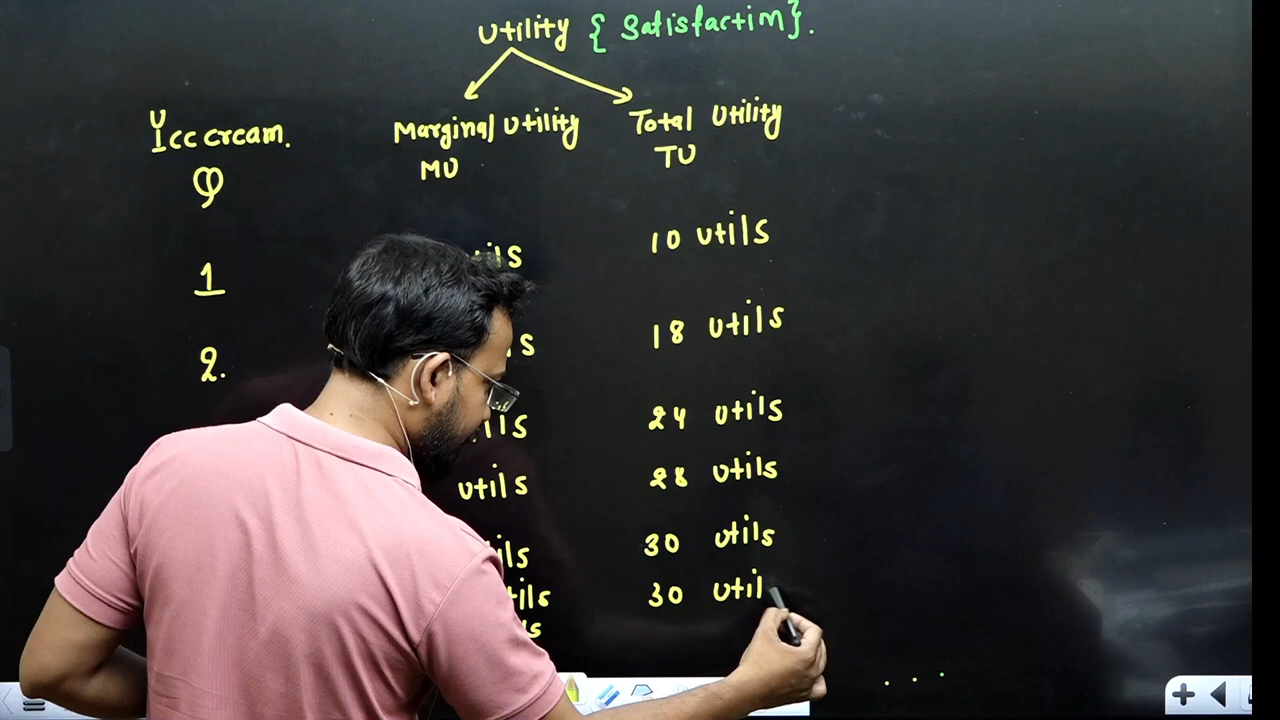 Utility { Satisfaction}.
Ice cream.
Marginal Utility
Total Utility
MU
TU
10 utils
1
18 utils
2.
24 utils
utils
28 utils
30 utils
30 util